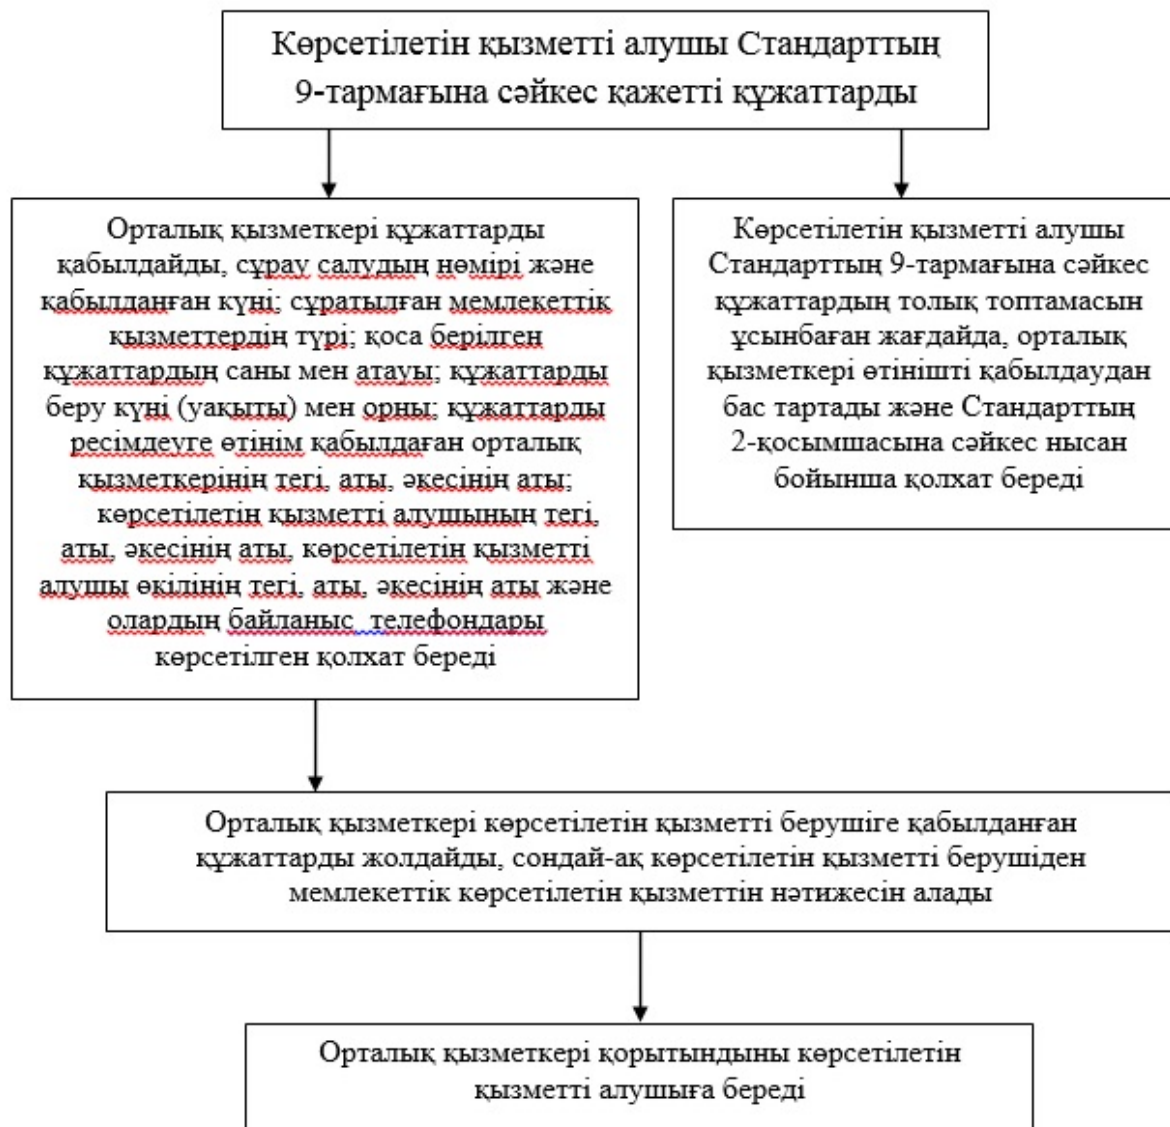 Көрсетілетін қызметті алушы Стандарттың
9-тармағына сәйкес қажетті құжаттарды
Орталық қызметкері құжаттарды
қабылдайды, сұрау салудың нөмірі және
қабылданған күні; сұратылған мемлекеттік
қызметтердің түрі; қоса берілген
құжаттардың саны мен атауы; құжаттарды
беру күні (уақыты) мен орны; құжаттарды
ресімдеуге өтінім қабылдаған орталық
қызметкерінің тегі, аты, әкесінің аты;
көрсетілетін қызметті алушының тегі,
аты, әкесінің аты, көрсетілетін қызметті
алушы өкілінің тегі, аты, әкесінің аты және
олардың байланыс телефондары
көрсетілген қолхат береді
Көрсетілетін қызметті алушы
Стандарттың 9-тармағына сәйкес
құжаттардың толық топтамасын
ұсынбаған жағдайда, орталық
қызметкері өтінішті қабылдаудан
бас тартады және Стандарттың
2-қосымшасына сәйкес нысан
бойынша қолхат береді
Орталық қызметкері көрсетілетін қызметті берушіге қабылданған
құжаттарды жолдайды, сондай-ақ көрсетілетін қызметті берушіден
мемлекеттік көрсетілетін қызметтін нәтижесін алады
Орталық қызметкері қорытындыны көрсетілетін
қызметті алушыға береді